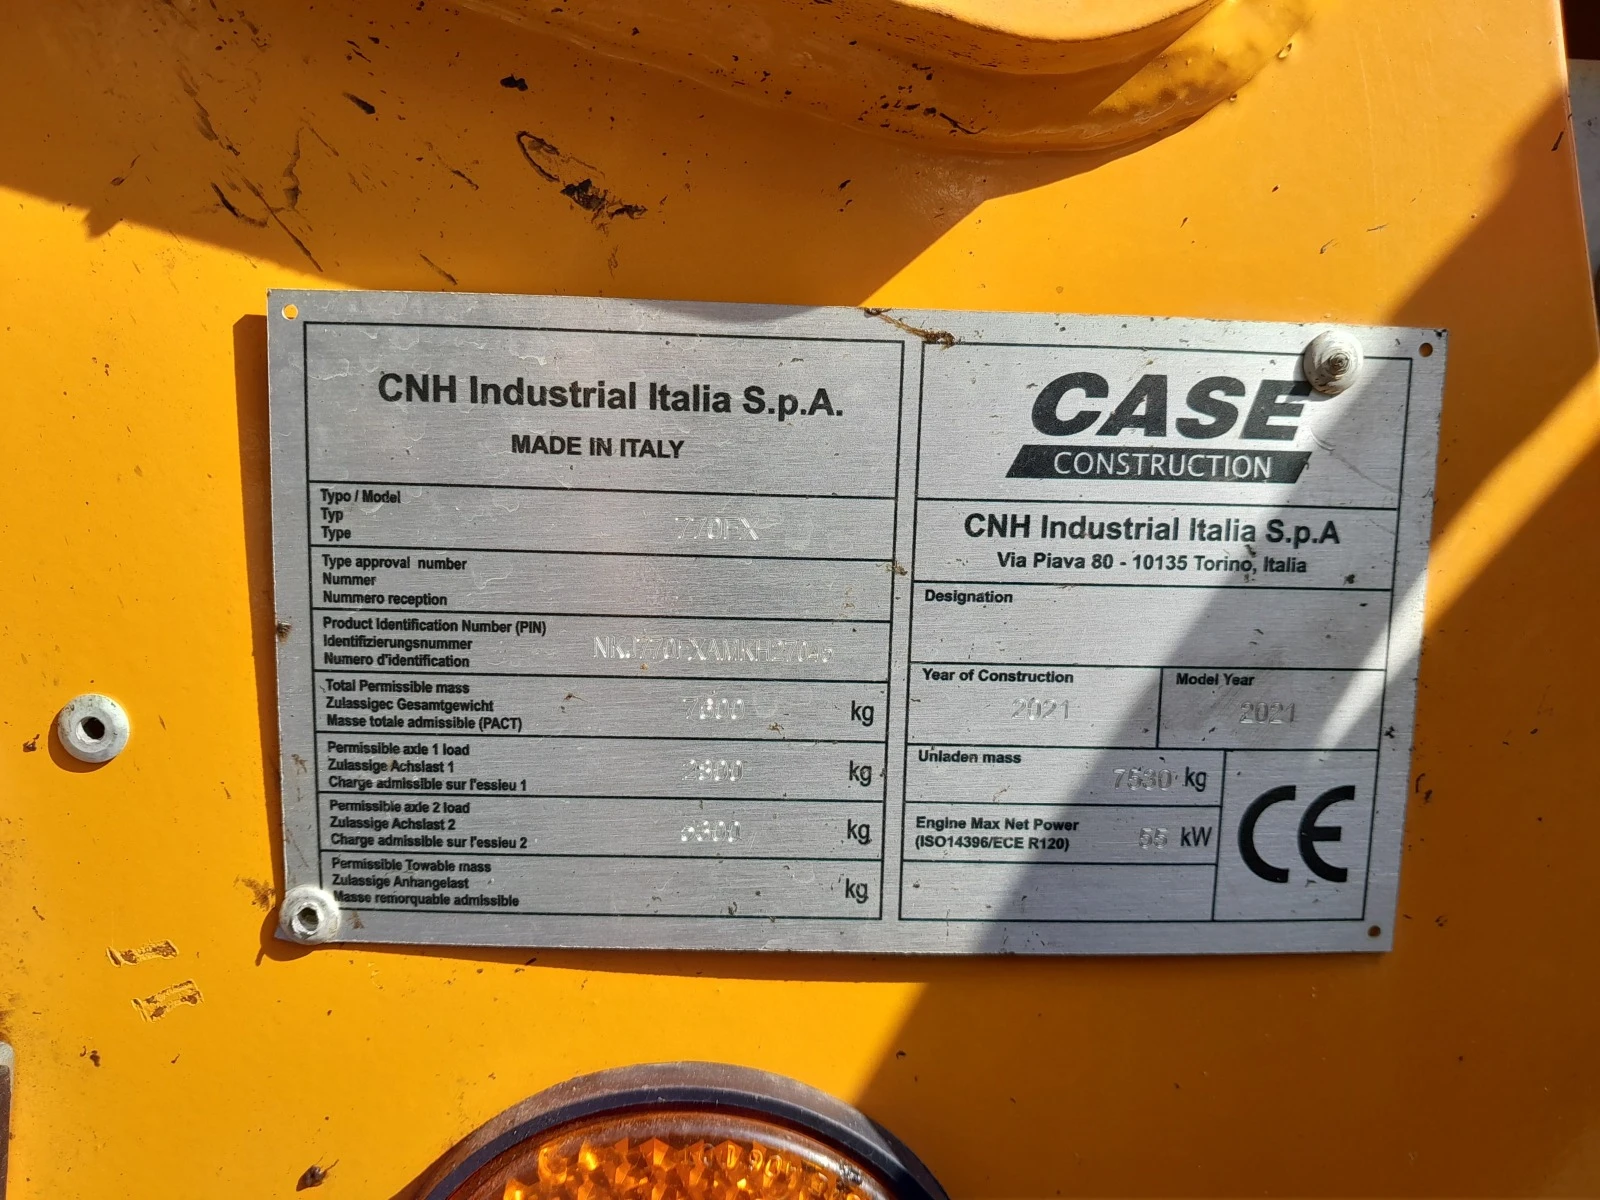 CNH Industrial Italia S.p.A.
MADE IN ITALY
Typo / Model
Typ
Type
770EX
Type approval number
Nummer
Nummero reception
Product Identification Number (PIN)
Identifizierungsnummer
Numero d'identification
Total Permissible mass
Zulassigec Gesamtgewicht
Masse totale admissible (PACT)
kg
Permissible axle 1 load
Zulassige Achslast 1
Charge admissible sur l'essieu 1
kg
Permissible axle 2 load
Zulassige Achslast 2
Charge admissible sur l'essieu 2
kg
Permissible Towable mass
Zulassige Anhangelast
Masse remorquable admissible
kg
CASE
CONSTRUCTION
CNH Industrial Italia S.p.A
Via Piava 80 - 10135 Torino, Italia
Designation
Year of Construction
2021
Model Year
2021
Unladen mass
7530 kg
Engine Max Net Power
(ISO14396/ECE R120)
55 kW
CE